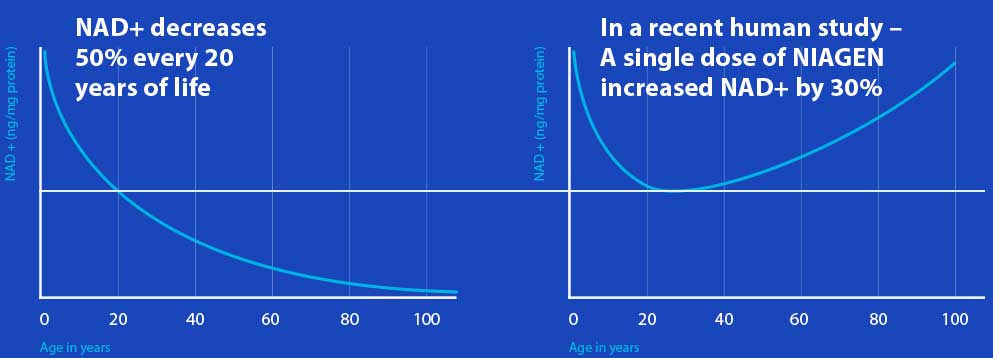 NAD+ decreases
50% every 20
years of life
NAD+ (ng/mg protein)
0 20 40 60 80 100
Age in years
In a recent human study –
A single dose of NIAGEN
increased NAD+ by 30%
NAD+ (ng/mg protein)
0 20 40 60 80 100
Age in years